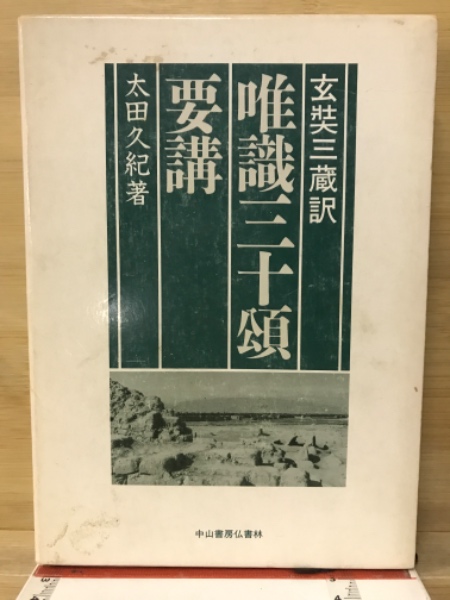 玄奘三蔵訳
唯識三十頌
要講
太田久紀著
中山書房仏書林